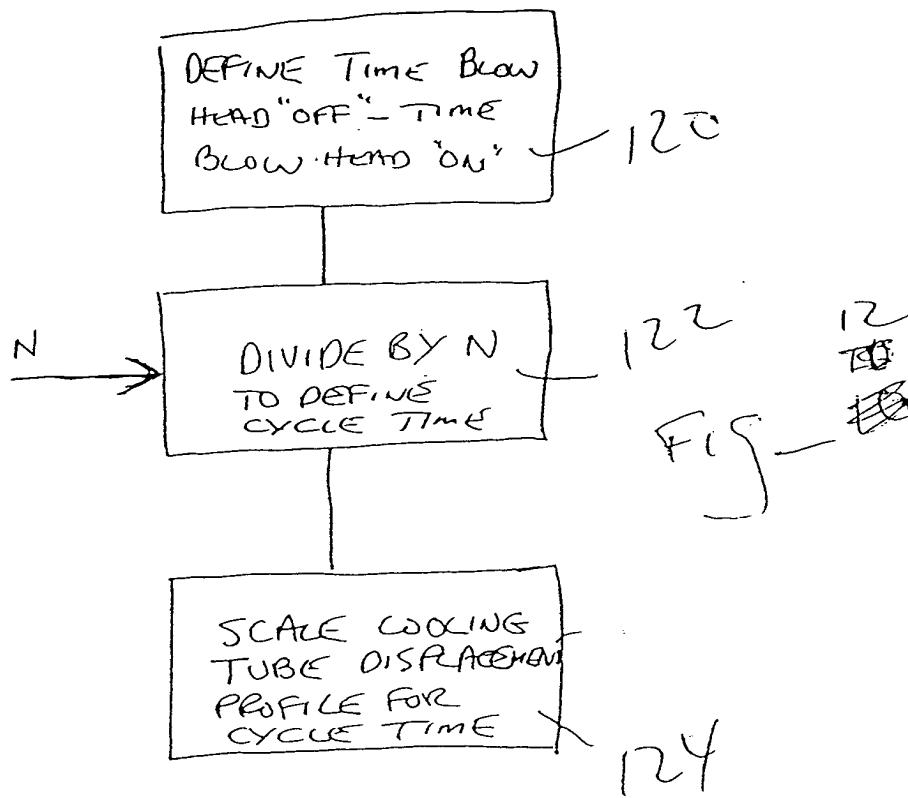 DEFINE TIME BLOW
HEAD "OFF" - TIME
BLOW HEAD "ON"
120
N
DIVIDE BY N
TO DEFINE
CYCLE TIME
122
12
Fig
SCALE COOLING
TUBE DISPLACEMENT
PROFILE FOR
CYCLE TIME
124